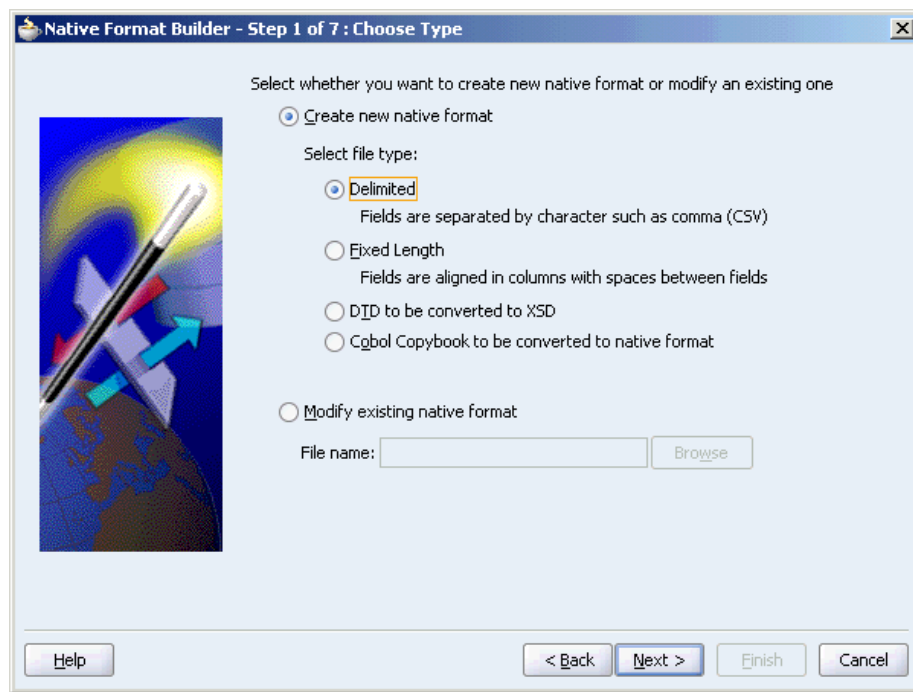 Native Format Builder - Step 1 of 7 : Choose Type
Select whether you want to create new native format or modify an existing one
Create new native format
Select file type:
Delimited
Fields are separated by character such as comma (CSV)
Fixed Length
Fields are aligned in columns with spaces between fields
DTD to be converted to XSD
Cobol Copybook to be converted to native format
Modify existing native format
File name: Browse
Help < Back Next > Finish Cancel